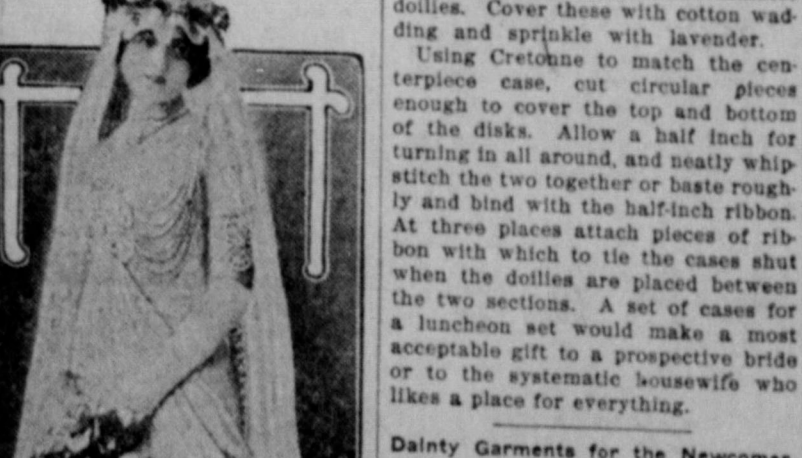 doilies. Cover these with cotton wad-
ding and sprinkle with lavender.
Using Cretonne to match the cen-
terpiece case, cut circular pieces
enough to cover the top and bottom
of the disks. Allow a half inch for
turning in all around, and neatly whip-
stitch the two together or baste rough-
ly and bind with the half-inch ribbon.
At three places attach pieces of rib-
bon with which to tie the cases shut
when the doilies are placed between
the two sections. A set of cases for
a luncheon set would make a most
acceptable gift to a prospective bride
or to the systematic housewife who
likes a place for everything.
Dainty Garments for the Newcomer